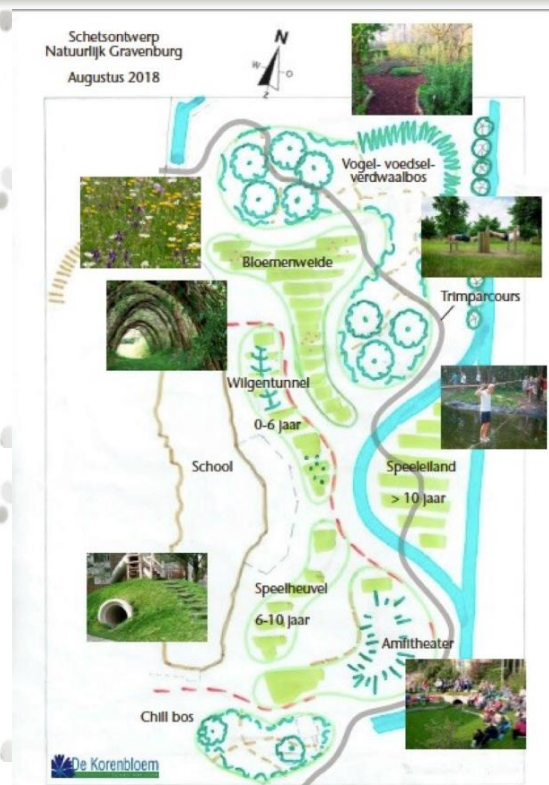 Schetsontwerp
Natuurlijk Gravenburg
Augustus 2018
N
W
O
Z
Vogel- voedsel-
verdwaalbos
Bloemenweide
Trimparcours
Wilgentunnel
0-6 jaar
School
Speeleiland
> 10 jaar
Speelheuvel
6-10 jaar
Amfitheater
Chill bos
De Korenbloem